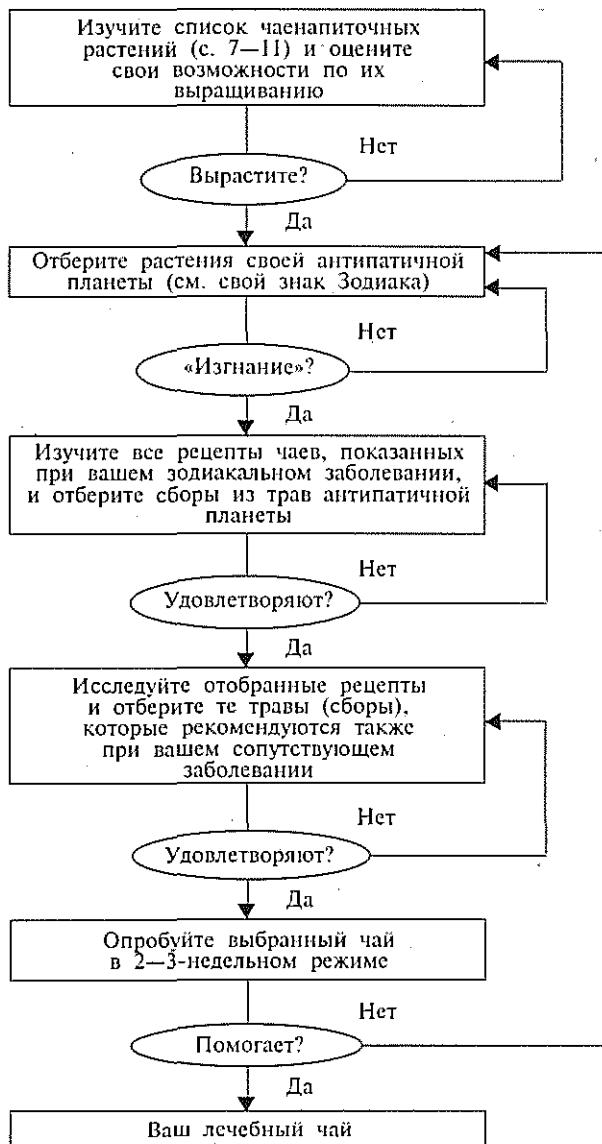 Изучите список чаенапиточных
растений (с. 7—11) и оцените
свои возможности по их
выращиванию
Нет
Вырастите?
Да
Отберите растения своей антипатичной
планеты (см. свой знак Зодиака)
Нет
«Изгнание»?
Да
Изучите все рецепты чаев, показанных
при вашем зодиакальном заболевании,
и отберите сборы из трав антипатичной
планеты
Нет
Удовлетворяют?
Да
Исследуйте отобранные рецепты
и отберите те травы (сборы),
которые рекомендуются также
при вашем сопутствующем
заболевании
Нет
Удовлетворяют?
Да
Опробуйте выбранный чай
в 2—3-недельном режиме
Нет
Помогает?
Да
Ваш лечебный чай